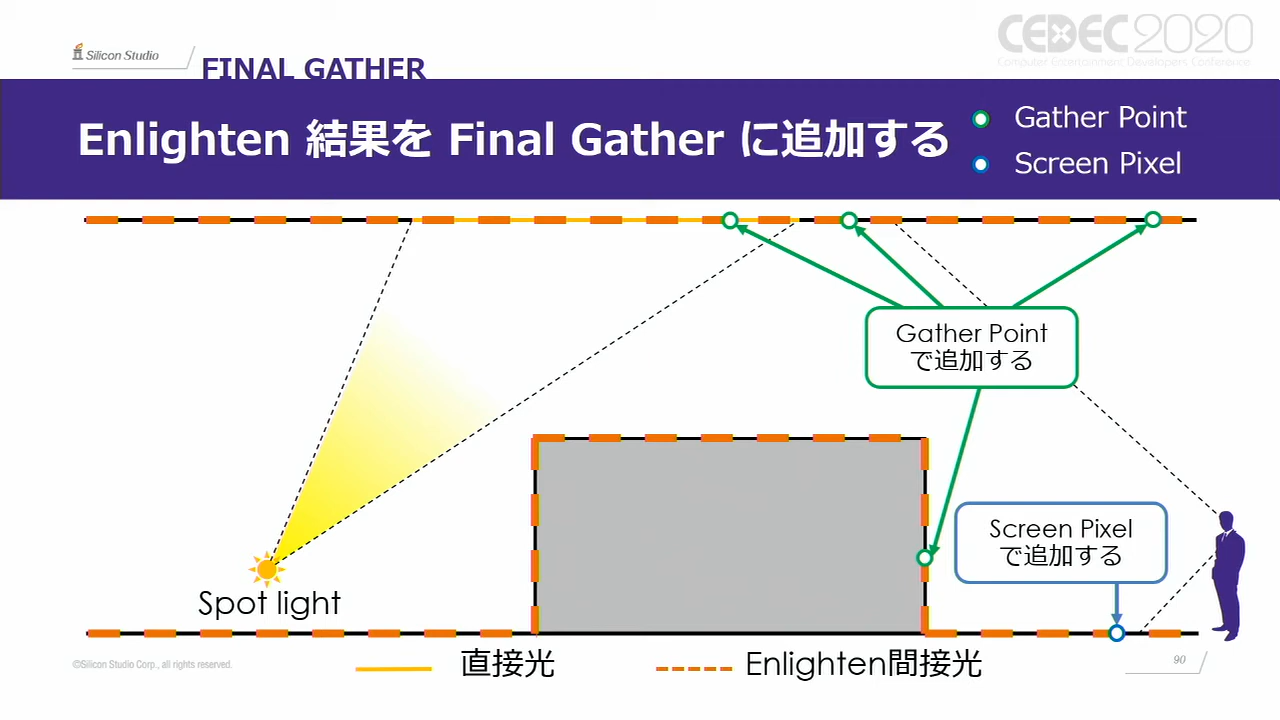 Silicon Studio
CEDEC2020
Computer Entertainment Developers Conference
FINAL GATHER
Enlighten 結果を Final Gather に追加する
Gather Point
Screen Pixel
Gather Point
で追加する
Screen Pixel
で追加する
Spot light
直接光
Enlighten間接光
©Silicon Studio Corp., all rights reserved.
90